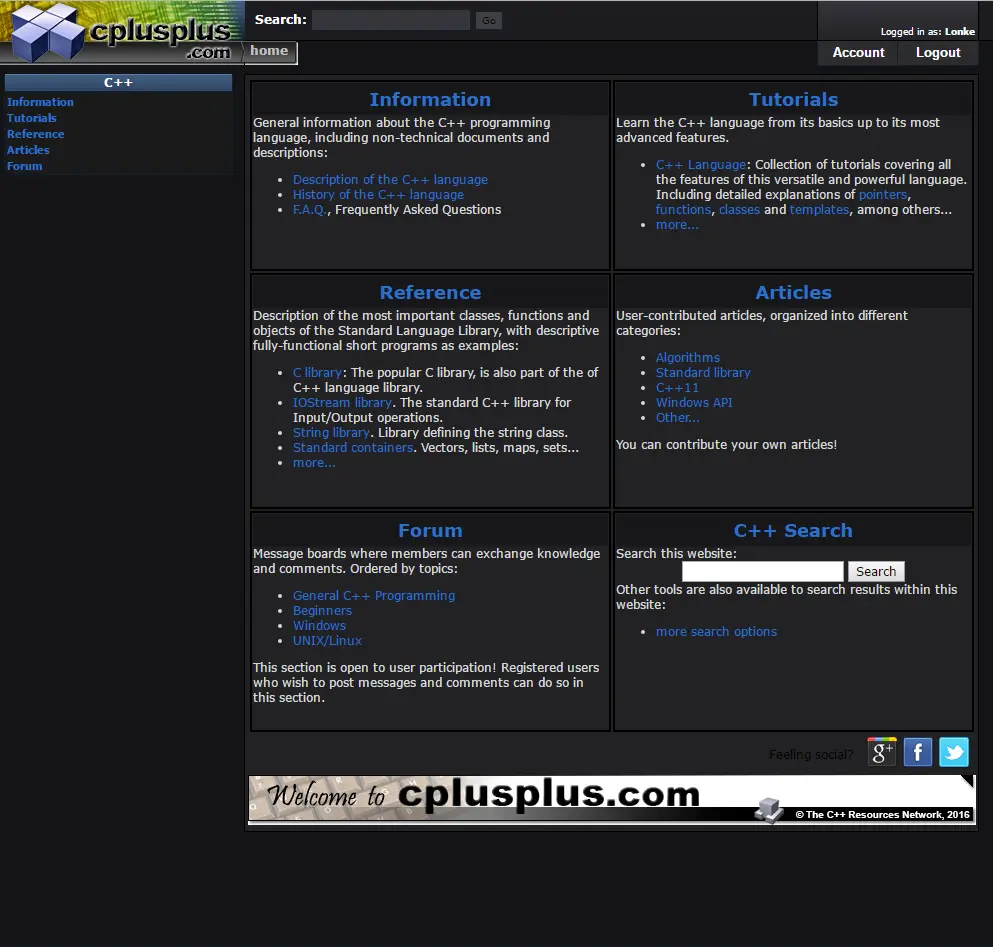 cplusplus
.com
Search:
Go
home
Logged in as: Lonke
Account
Logout
C++
Information
Tutorials
Reference
Articles
Forum
Information
General information about the C++ programming
language, including non-technical documents and
descriptions:
Description of the C++ language
History of the C++ language
F.A.Q., Frequently Asked Questions
Tutorials
Learn the C++ language from its basics up to its most
advanced features.
C++ Language: Collection of tutorials covering all
the features of this versatile and powerful language.
Including detailed explanations of pointers,
functions, classes and templates, among others...
more...
Reference
Description of the most important classes, functions and
objects of the Standard Language Library, with descriptive
fully-functional short programs as examples:
C library: The popular C library, is also part of the of
C++ language library.
IOStream library. The standard C++ library for
Input/Output operations.
String library. Library defining the string class.
Standard containers. Vectors, lists, maps, sets...
more...
Articles
User-contributed articles, organized into different
categories:
Algorithms
Standard library
C++11
Windows API
Other...
You can contribute your own articles!
Forum
Message boards where members can exchange knowledge
and comments. Ordered by topics:
General C++ Programming
Beginners
Windows
UNIX/Linux
This section is open to user participation! Registered users
who wish to post messages and comments can do so in
this section.
C++ Search
Search this website:
Search
Other tools are also available to search results within this
website:
more search options
Feeling social?
g+
f
Welcome to cplusplus.com
© The C++ Resources Network, 2016